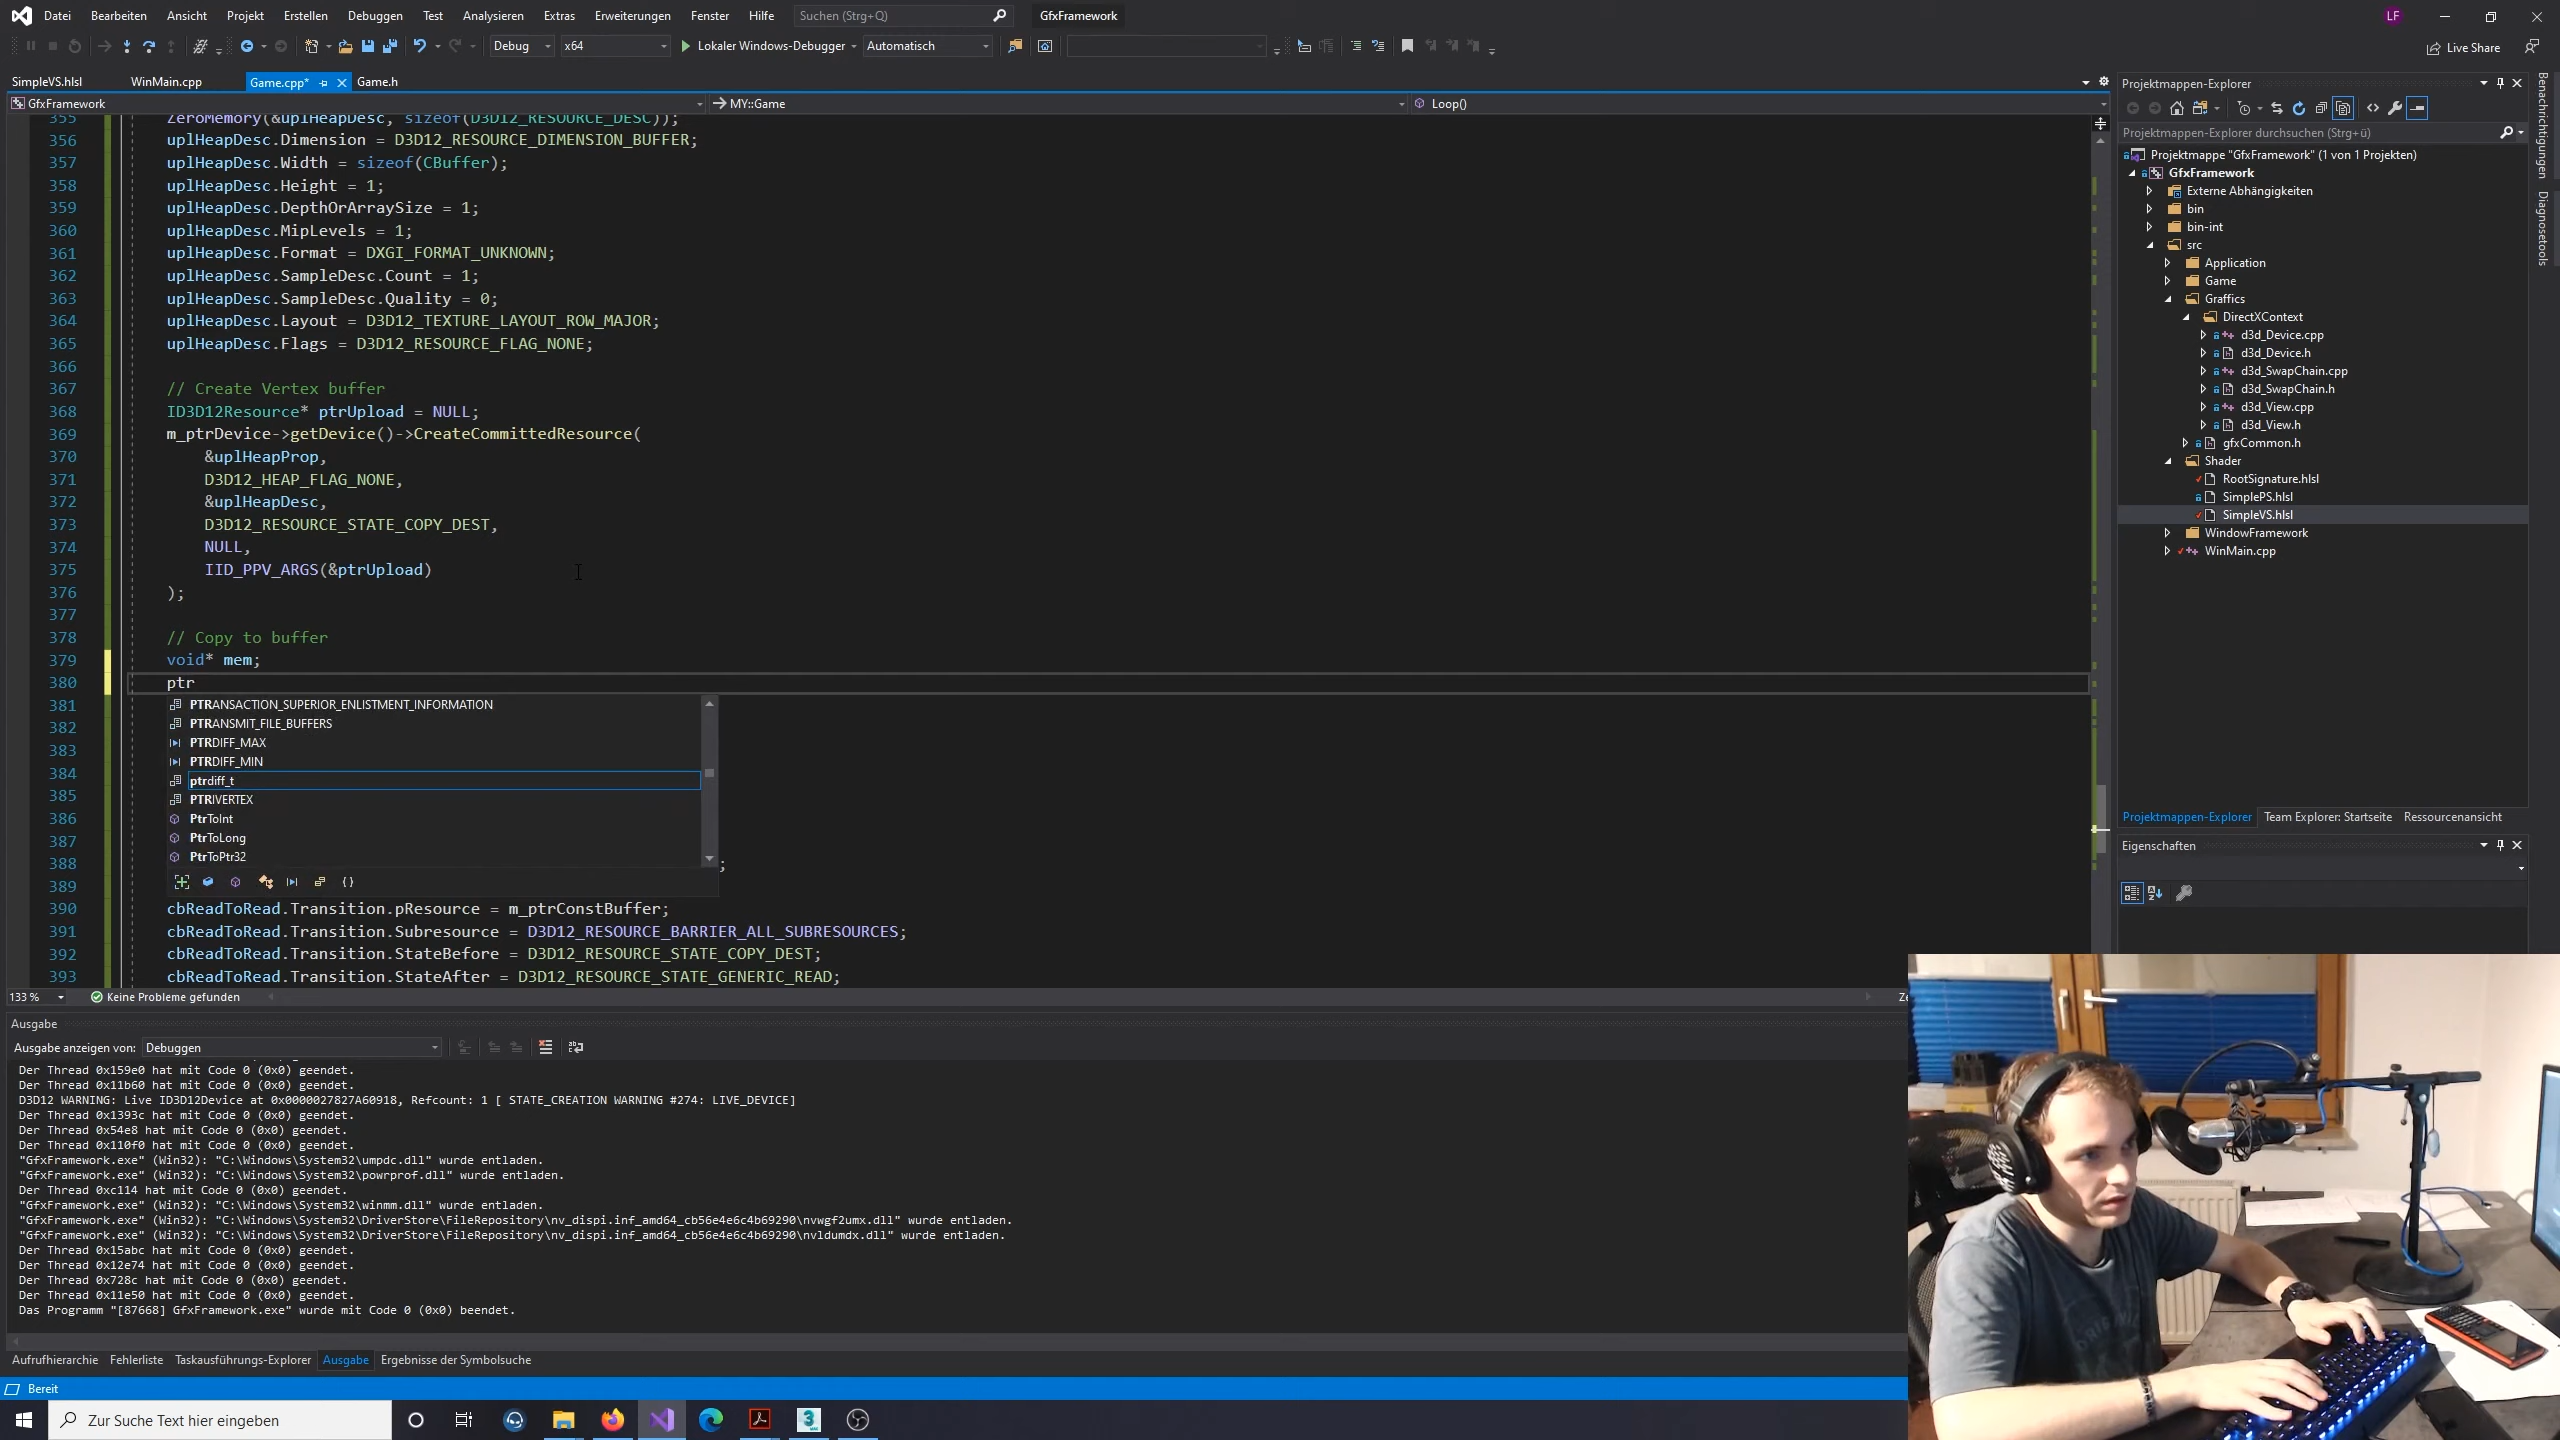 Datei Bearbeiten Ansicht Projekt Erstellen Debuggen Test Analysieren Extras Erweiterungen Fenster Hilfe Suchen (Strg+Q) GfxFramework LF
Debug x64 Lokaler Windows-Debugger Automatisch Live Share
SimpleVS.hlsl WinMain.cpp Game.cpp* Game.h
GfxFramework MY::Game Loop()
355 ZeroMemory(&uplHeapDesc, sizeof(D3D12_RESOURCE_DESC));
356 uplHeapDesc.Dimension = D3D12_RESOURCE_DIMENSION_BUFFER;
357 uplHeapDesc.Width = sizeof(CBuffer);
358 uplHeapDesc.Height = 1;
359 uplHeapDesc.DepthOrArraySize = 1;
360 uplHeapDesc.MipLevels = 1;
361 uplHeapDesc.Format = DXGI_FORMAT_UNKNOWN;
362 uplHeapDesc.SampleDesc.Count = 1;
363 uplHeapDesc.SampleDesc.Quality = 0;
364 uplHeapDesc.Layout = D3D12_TEXTURE_LAYOUT_ROW_MAJOR;
365 uplHeapDesc.Flags = D3D12_RESOURCE_FLAG_NONE;
366
367 // Create Vertex buffer
368 ID3D12Resource* ptrUpload = NULL;
369 m_ptrDevice->getDevice()->CreateCommittedResource(
370 &uplHeapProp,
371 D3D12_HEAP_FLAG_NONE,
372 &uplHeapDesc,
373 D3D12_RESOURCE_STATE_COPY_DEST,
374 NULL,
375 IID_PPV_ARGS(&ptrUpload)
376 );
377
378 // Copy to buffer
379 void* mem;
380 ptr
381 PTRANSACTION_SUPERIOR_ENLISTMENT_INFORMATION
382 PTRANSMIT_FILE_BUFFERS
383 PTRDIFF_MAX
PTRDIFF_MIN
384 ptrdiff_t
385 PTRIVERTEX
386 PtrToInt
387 PtrToLong
388 PtrToPtr32 ;
389 { }
390 cbReadToRead.Transition.pResource = m_ptrConstBuffer;
391 cbReadToRead.Transition.Subresource = D3D12_RESOURCE_BARRIER_ALL_SUBRESOURCES;
392 cbReadToRead.Transition.StateBefore = D3D12_RESOURCE_STATE_COPY_DEST;
393 cbReadToRead.Transition.StateAfter = D3D12_RESOURCE_STATE_GENERIC_READ;
133 % Keine Probleme gefunden
Ausgabe
Ausgabe anzeigen von: Debuggen
Der Thread 0x159e0 hat mit Code 0 (0x0) geendet.
Der Thread 0x11b60 hat mit Code 0 (0x0) geendet.
D3D12 WARNING: Live ID3D12Device at 0x0000027827A60918, Refcount: 1 [ STATE_CREATION WARNING #274: LIVE_DEVICE]
Der Thread 0x1393c hat mit Code 0 (0x0) geendet.
Der Thread 0x54e8 hat mit Code 0 (0x0) geendet.
Der Thread 0x110f0 hat mit Code 0 (0x0) geendet.
"GfxFramework.exe" (Win32): "C:\Windows\System32\umpdc.dll" wurde entladen.
"GfxFramework.exe" (Win32): "C:\Windows\System32\powrprof.dll" wurde entladen.
Der Thread 0xc114 hat mit Code 0 (0x0) geendet.
"GfxFramework.exe" (Win32): "C:\Windows\System32\winmm.dll" wurde entladen.
"GfxFramework.exe" (Win32): "C:\Windows\System32\DriverStore\FileRepository\nv_dispi.inf_amd64_cb56e4e6c4b69290\nvwgf2umx.dll" wurde entladen.
"GfxFramework.exe" (Win32): "C:\Windows\System32\DriverStore\FileRepository\nv_dispi.inf_amd64_cb56e4e6c4b69290\nvldumdx.dll" wurde entladen.
Der Thread 0x15abc hat mit Code 0 (0x0) geendet.
Der Thread 0x12e74 hat mit Code 0 (0x0) geendet.
Der Thread 0x728c hat mit Code 0 (0x0) geendet.
Der Thread 0x11e50 hat mit Code 0 (0x0) geendet.
Das Programm "[87668] GfxFramework.exe" wurde mit Code 0 (0x0) beendet.
Aufrufhierarchie Fehlerliste Taskausführungs-Explorer Ausgabe Ergebnisse der Symbolsuche
Bereit
Zur Suche Text hier eingeben
Projektmappen-Explorer
Projektmappen-Explorer durchsuchen (Strg+ü)
Projektmappe "GfxFramework" (1 von 1 Projekten)
GfxFramework
Externe Abhängigkeiten
bin
bin-int
src
Application
Game
Graffics
DirectXContext
d3d_Device.cpp
d3d_Device.h
d3d_SwapChain.cpp
d3d_SwapChain.h
d3d_View.cpp
d3d_View.h
gfxCommon.h
Shader
RootSignature.hlsl
SimplePS.hlsl
SimpleVS.hlsl
WindowFramework
WinMain.cpp
Projektmappen-Explorer Team Explorer: Startseite Ressourcenansicht
Eigenschaften
Benachrichtigungen
Diagnosetools